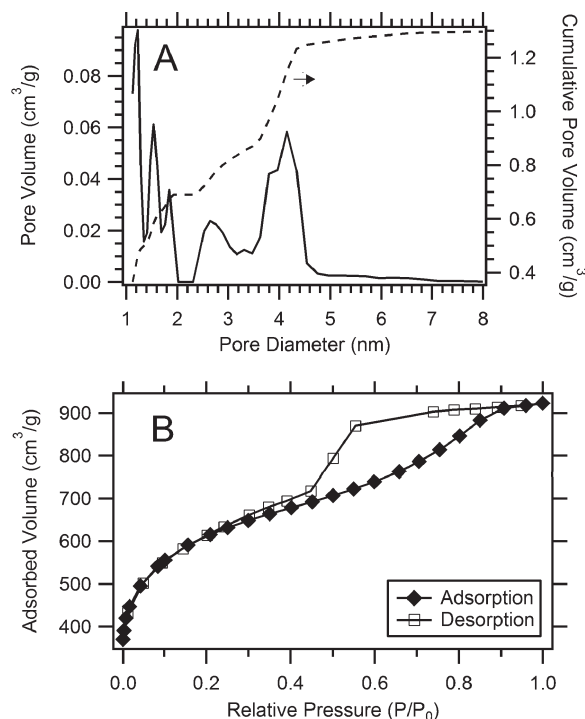 A
Pore Volume (cm³/g)
0.08
0.06
0.04
0.02
0.00
1.2
1.0
0.8
0.6
0.4
Cumulative Pore Volume (cm³/g)
1 2 3 4 5 6 7 8
Pore Diameter (nm)
B
Adsorbed Volume (cm³/g)
900
800
700
600
500
400
Adsorption
Desorption
0.0 0.2 0.4 0.6 0.8 1.0
Relative Pressure (P/P₀)